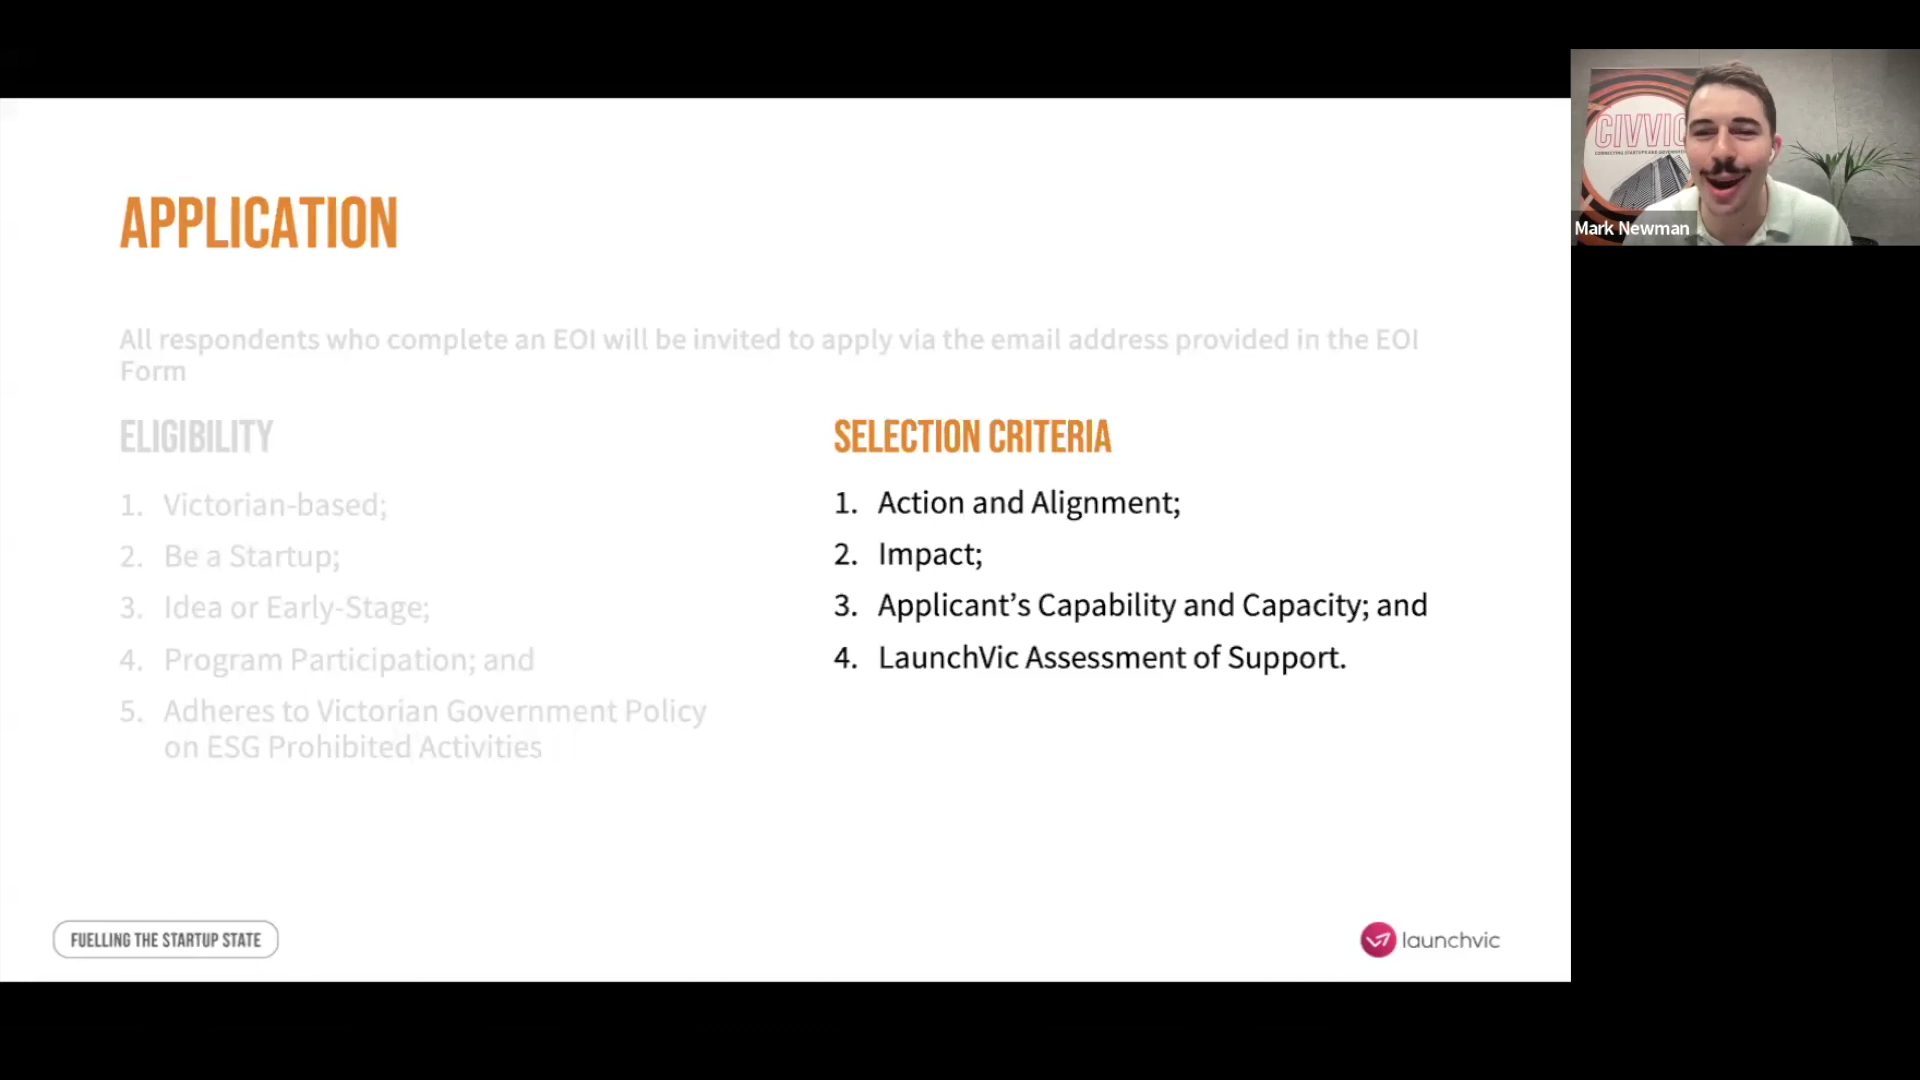 APPLICATION
All respondents who complete an EOI will be invited to apply via the email address provided in the EOI
Form
ELIGIBILITY
1. Victorian-based;
2. Be a Startup;
3. Idea or Early-Stage;
4. Program Participation; and
5. Adheres to Victorian Government Policy
on ESG Prohibited Activities
SELECTION CRITERIA
1. Action and Alignment;
2. Impact;
3. Applicant’s Capability and Capacity; and
4. LaunchVic Assessment of Support.
FUELLING THE STARTUP STATE
launchvic
CIVVIC
CONNECTING STARTUPS AND
Mark Newman